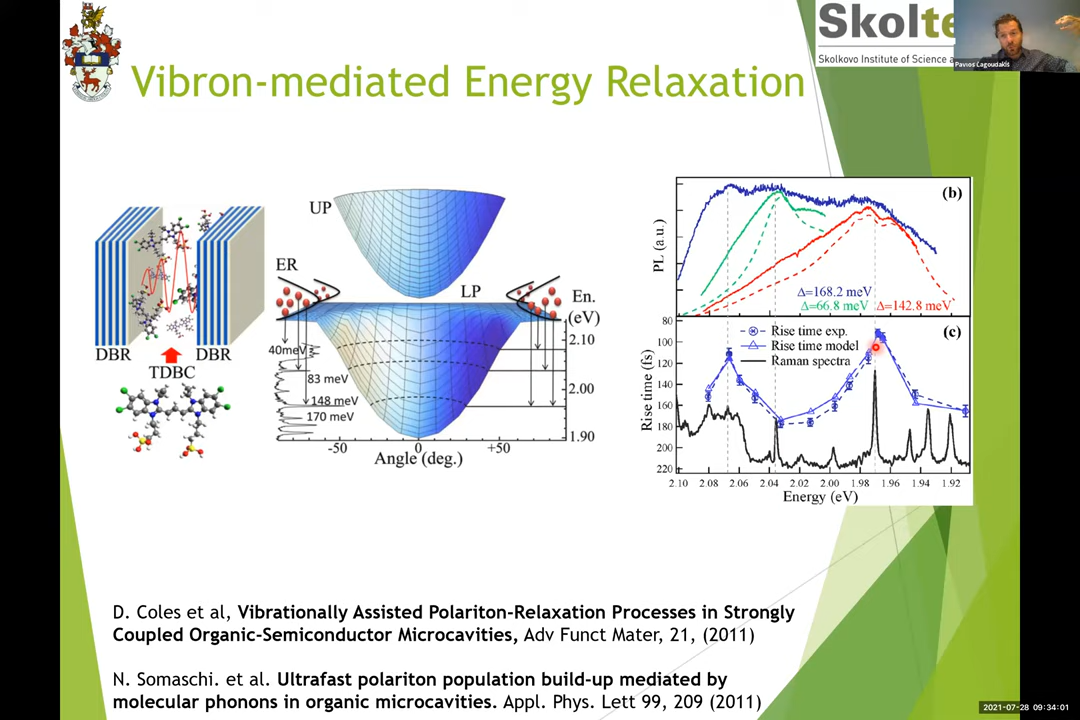 Skolte
Skolkovo Institute of Science a
Pavlos Lagoudakis
Vibron-mediated Energy Relaxation
UP
ER
LP
En.
(eV)
2.10
2.00
1.90
40meV
83 meV
148 meV
170 meV
-50
0
+50
Angle (deg.)
DBR
DBR
TDBC
(b)
PL (a.u.)
Δ=168.2 meV
Δ=66.8 meV
Δ=142.8 meV
(c)
Rise time exp.
Rise time model
Raman spectra
Rise time (fs)
80
100
120
140
160
180
200
220
2.10 2.08 2.06 2.04 2.02 2.00 1.98 1.96 1.94 1.92
Energy (eV)
D. Coles et al, Vibrationally Assisted Polariton-Relaxation Processes in Strongly
Coupled Organic-Semiconductor Microcavities, Adv Funct Mater, 21, (2011)
N. Somaschi. et al. Ultrafast polariton population build-up mediated by
molecular phonons in organic microcavities. Appl. Phys. Lett 99, 209 (2011)
2021-07-28 09:34:01